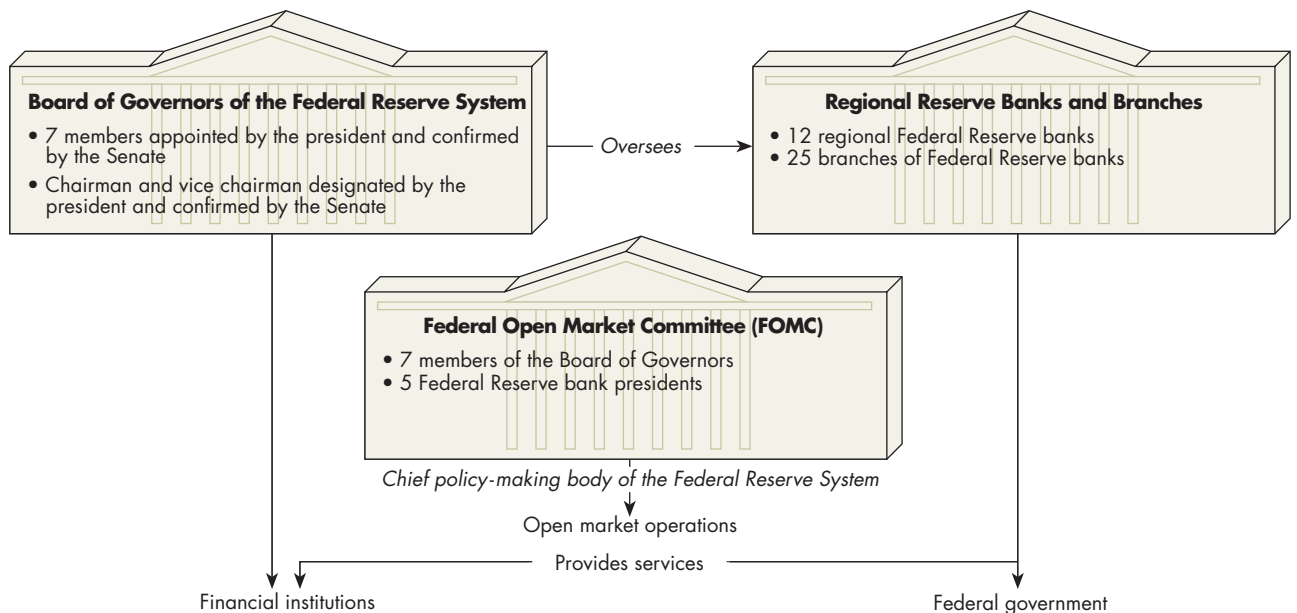 Board of Governors of the Federal Reserve System
• 7 members appointed by the president and confirmed
by the Senate
• Chairman and vice chairman designated by the
president and confirmed by the Senate
Oversees
Regional Reserve Banks and Branches
• 12 regional Federal Reserve banks
• 25 branches of Federal Reserve banks
Federal Open Market Committee (FOMC)
• 7 members of the Board of Governors
• 5 Federal Reserve bank presidents
Chief policy-making body of the Federal Reserve System
Open market operations
Provides services
Financial institutions
Federal government